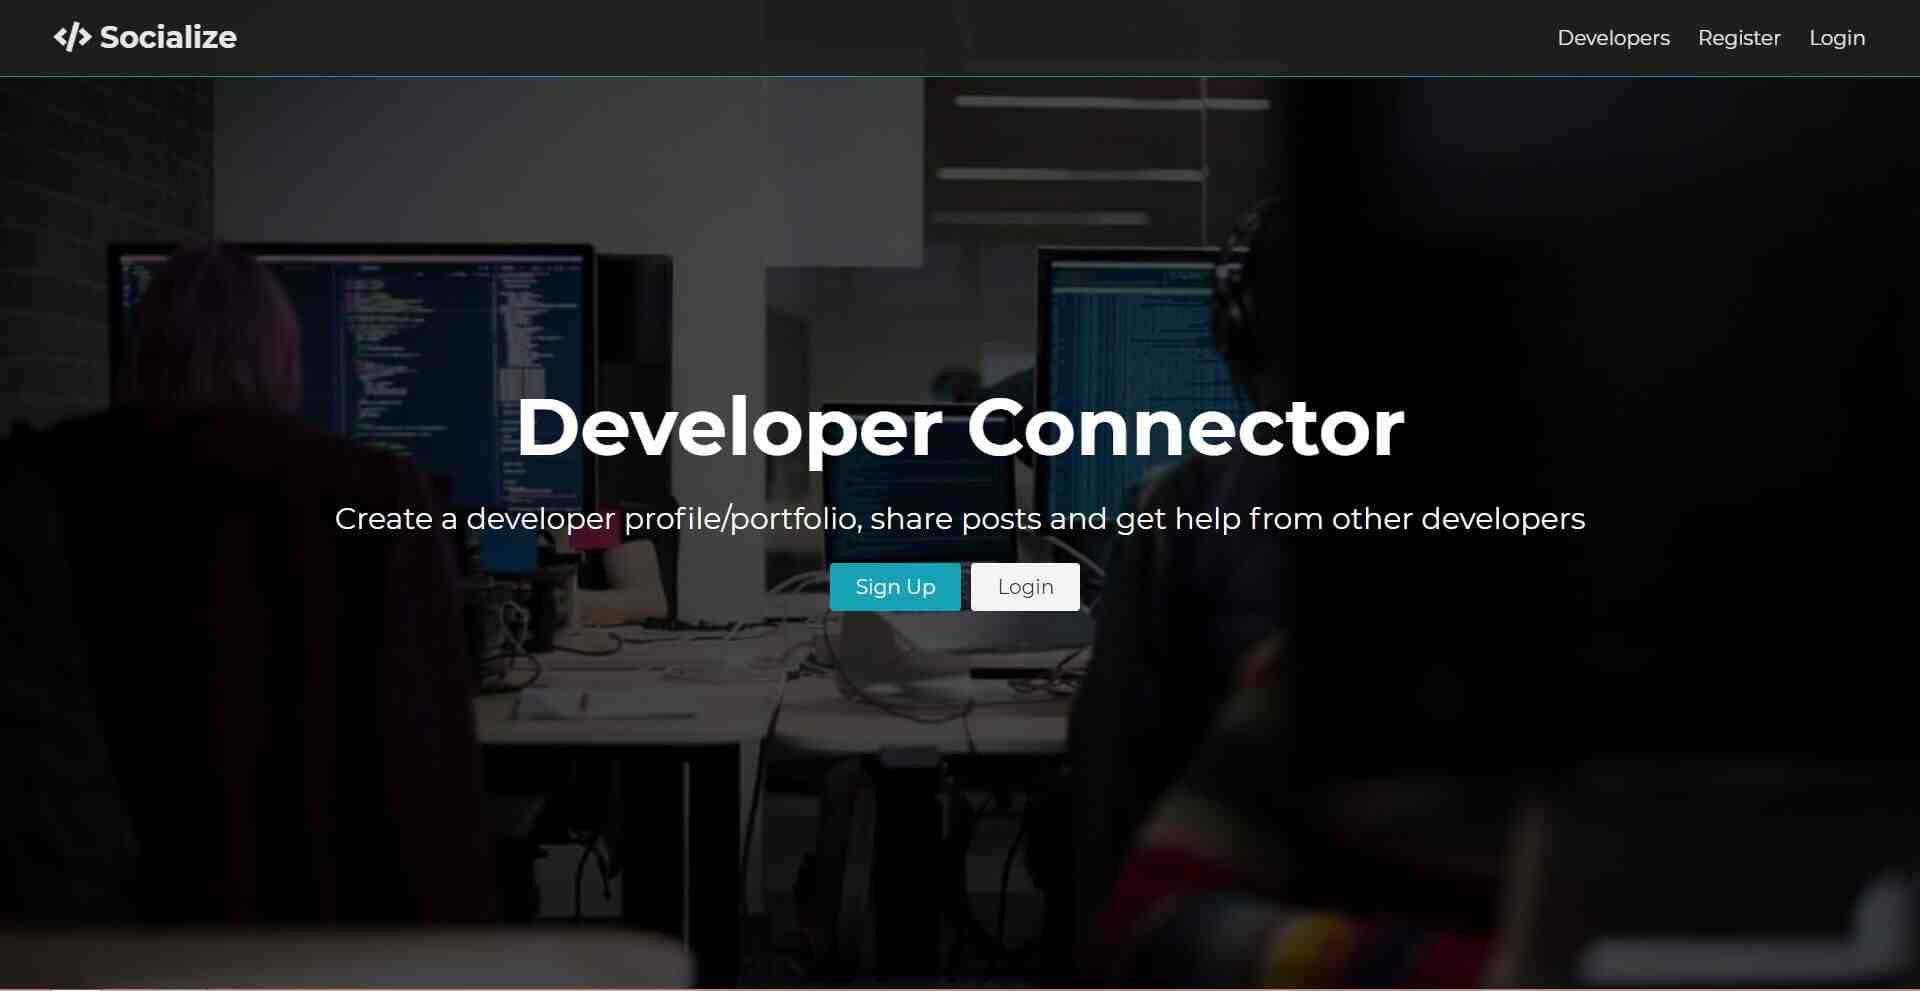 </> Socialize
Developers Register Login
Developer Connector
Create a developer profile/portfolio, share posts and get help from other developers
Sign Up Login